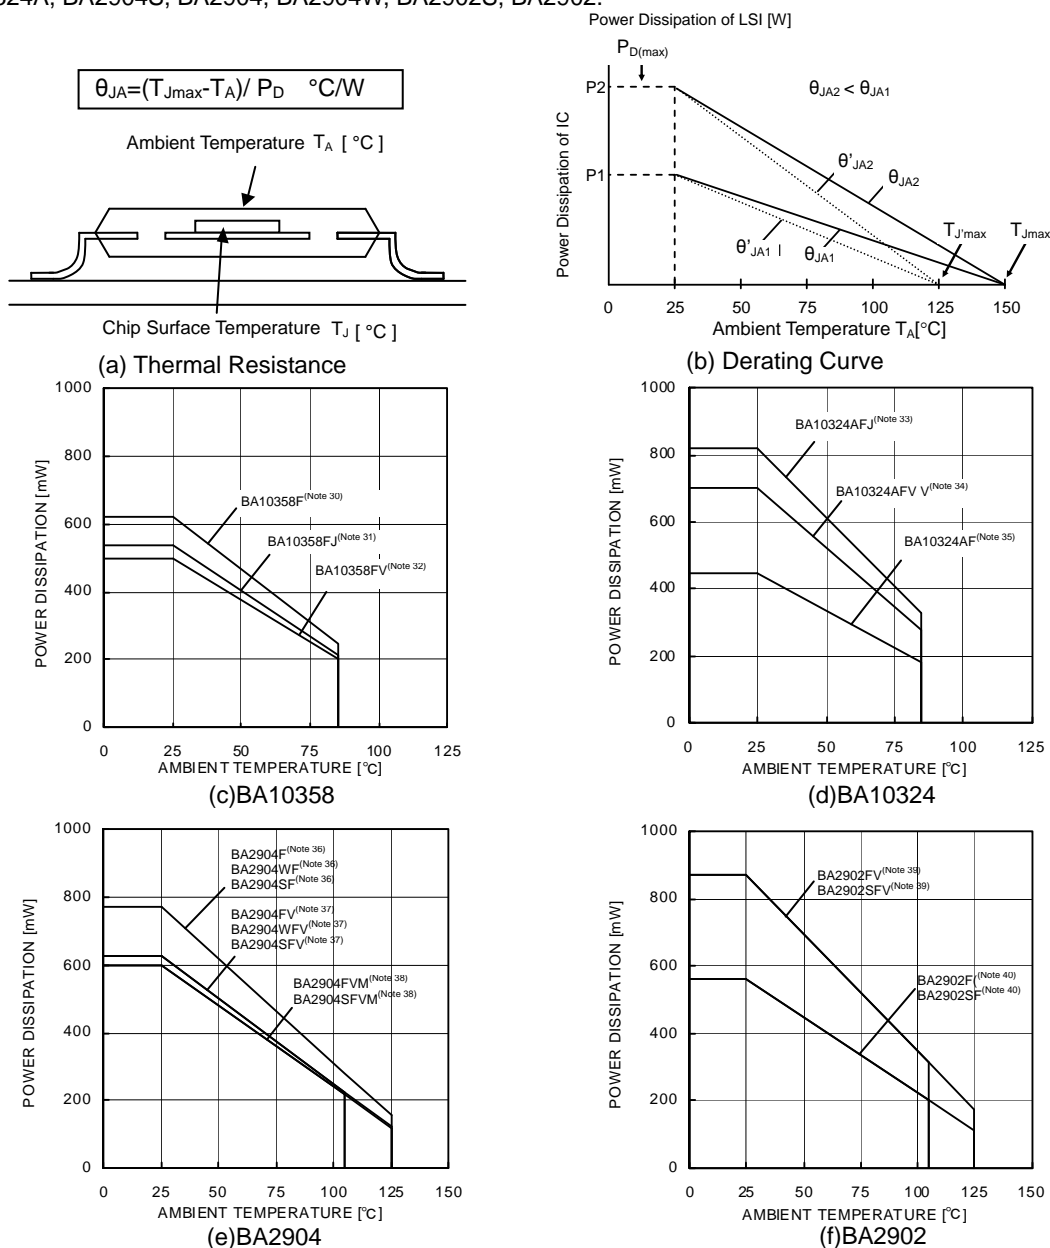 BA2904S, BA2904, BA2904W, BA2902S, BA2902.
Power Dissipation of LSI [W]
θJA=(TJmax-TA)/ PD °C/W
Ambient Temperature TA [ °C ]
Chip Surface Temperature TJ [ °C ]
(a) Thermal Resistance
PD(max)
P2
θJA2 < θJA1
Power Dissipation of IC
P1
θ'JA2
θJA2
TJ'max
TJmax
θ'JA1
θJA1
0 25 50 75 100 125 150
Ambient Temperature TA[°C]
(b) Derating Curve
1000
800
600
400
200
0
POWER DISSIPATION [mW]
BA10358F(Note 30)
BA10358FJ(Note 31)
BA10358FV(Note 32)
0 25 50 75 100 125
AMBIENT TEMPERATURE [°C]
(c)BA10358
1000
800
600
400
200
0
POWER DISSIPATION [mW]
BA10324AFJ(Note 33)
BA10324AFV V(Note 34)
BA10324AF(Note 35)
0 25 50 75 100 125
AMBIENT TEMPERATURE [°C]
(d)BA10324
1000
800
600
400
200
0
POWER DISSIPATION [mW]
BA2904F(Note 36)
BA2904WF(Note 36)
BA2904SF(Note 36)
BA2904FV(Note 37)
BA2904WFV(Note 37)
BA2904SFV(Note 37)
BA2904FVM(Note 38)
BA2904SFVM(Note 38)
0 25 50 75 100 125 150
AMBIENT TEMPERATURE [°C]
(e)BA2904
1000
800
600
400
200
0
POWER DISSIPATION [mW]
BA2902FV(Note 39)
BA2902SFV(Note 39)
BA2902F((Note 40)
BA2902SF(Note 40)
0 25 50 75 100 125 150
AMBIENT TEMPERATURE [°C]
(f)BA2902